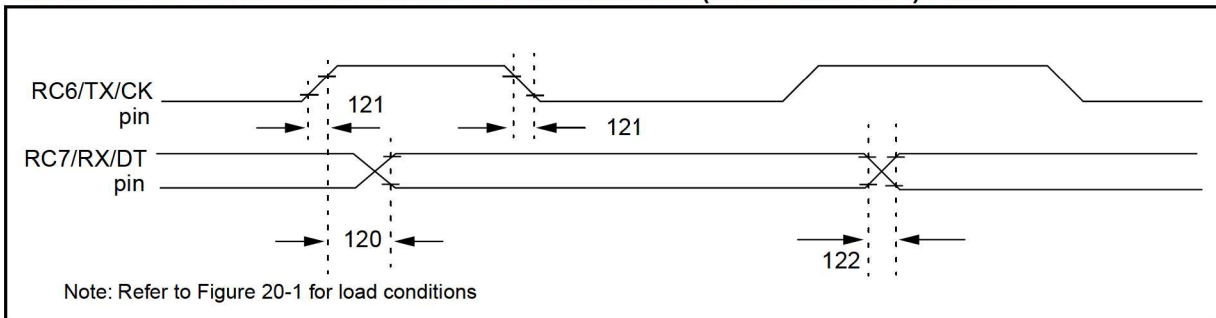 RC6/TX/CK
pin
121
121
RC7/RX/DT
pin
120
122
Note: Refer to Figure 20-1 for load conditions